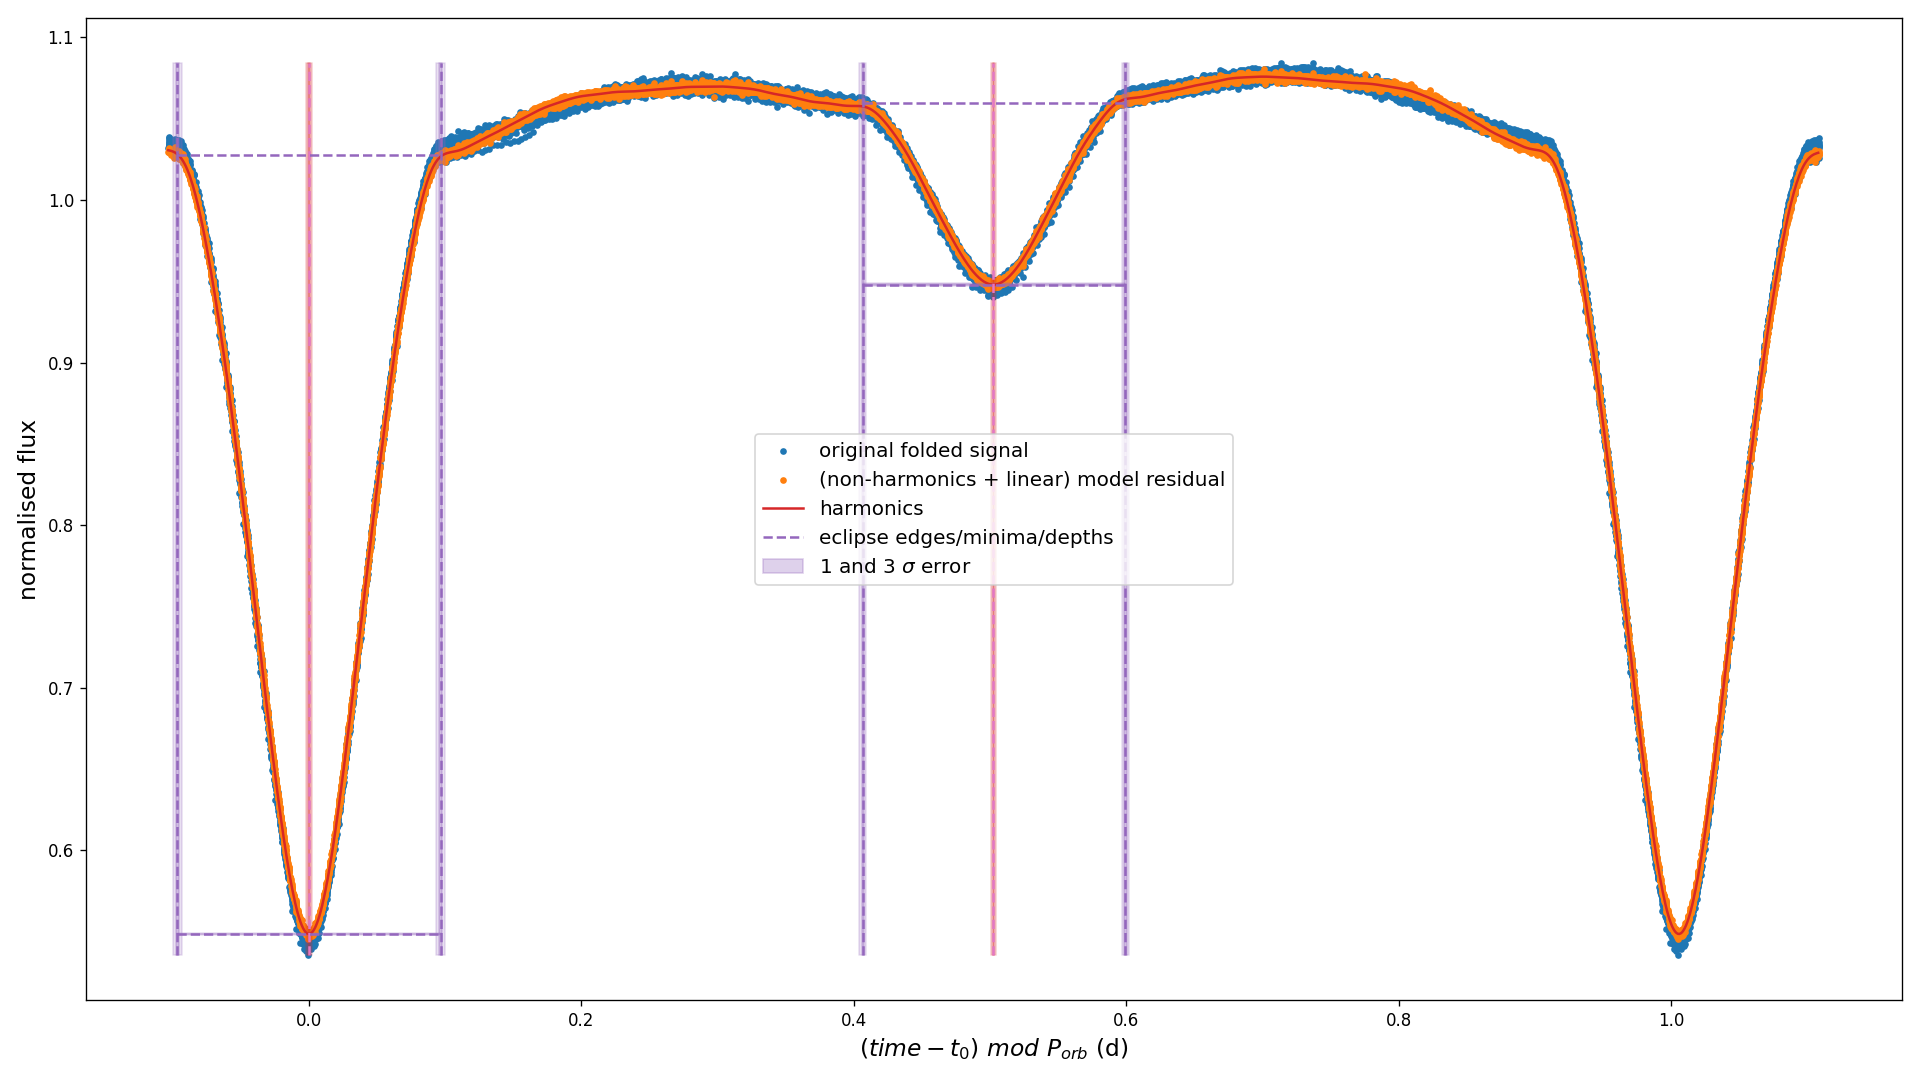 1.1
1.0
0.9
0.8
0.7
0.6
normalised flux
original folded signal
(non-harmonics + linear) model residual
harmonics
eclipse edges/minima/depths
1 and 3 σ error
0.0 0.2 0.4 0.6 0.8 1.0
(time − t₀) mod P_orb (d)